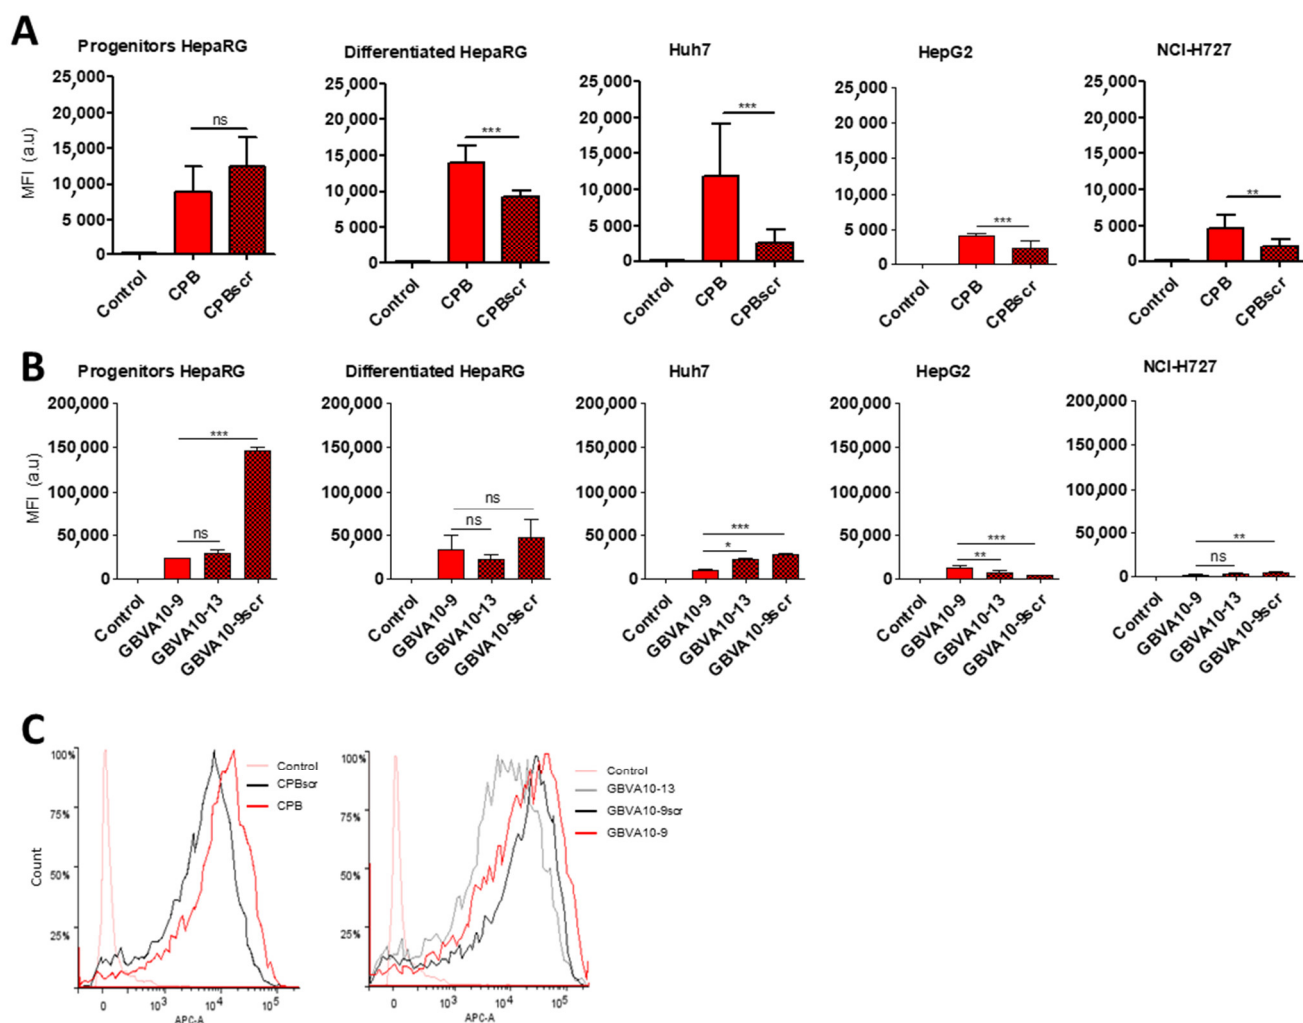 A
Progenitors HepaRG
Differentiated HepaRG
Huh7
HepG2
NCI-H727
MFI (a.u)
25,000
20,000
15,000
10,000
5 000
0
ns
Control
CPB
CPBscr
25,000
20,000
15,000
10,000
5 000
0
***
Control
CPB
CPBscr
25,000
20,000
15,000
10,000
5 000
0
***
Control
CPB
CPBscr
25,000
20 000
15 000
10 000
5 000
0
***
Control
CPB
CPBscr
25,000
20,000
15,000
10,000
5 000
0
**
Control
CPB
CPBscr
B
Progenitors HepaRG
Differentiated HepaRG
Huh7
HepG2
NCI-H727
MFI (a.u)
200,000
150,000
100,000
50,000
0
***
ns
Control
GBVA10-9
GBVA10-13
GBVA10-9scr
200,000
150,000
100,000
50,000
0
ns
ns
Control
GBVA10-9
GBVA10-13
GBVA10-9scr
200,000
150,000
100,000
50,000
0
***
*
Control
GBVA10-9
GBVA10-13
GBVA10-9scr
200,000
150,000
100,000
50,000
0
***
**
Control
GBVA10-9
GBVA10-13
GBVA10-9scr
200,000
150,000
100,000
50,000
0
**
ns
Control
GBVA10-9
GBVA10-13
GBVA10-9scr
C
Count
100%
75%
50%
25%
Control
CPBscr
CPB
0
10³
10⁴
10⁵
APC-A
100%
75%
50%
25%
Control
GBVA10-13
GBVA10-9scr
GBVA10-9
0
10³
10⁴
10⁵
APC-A